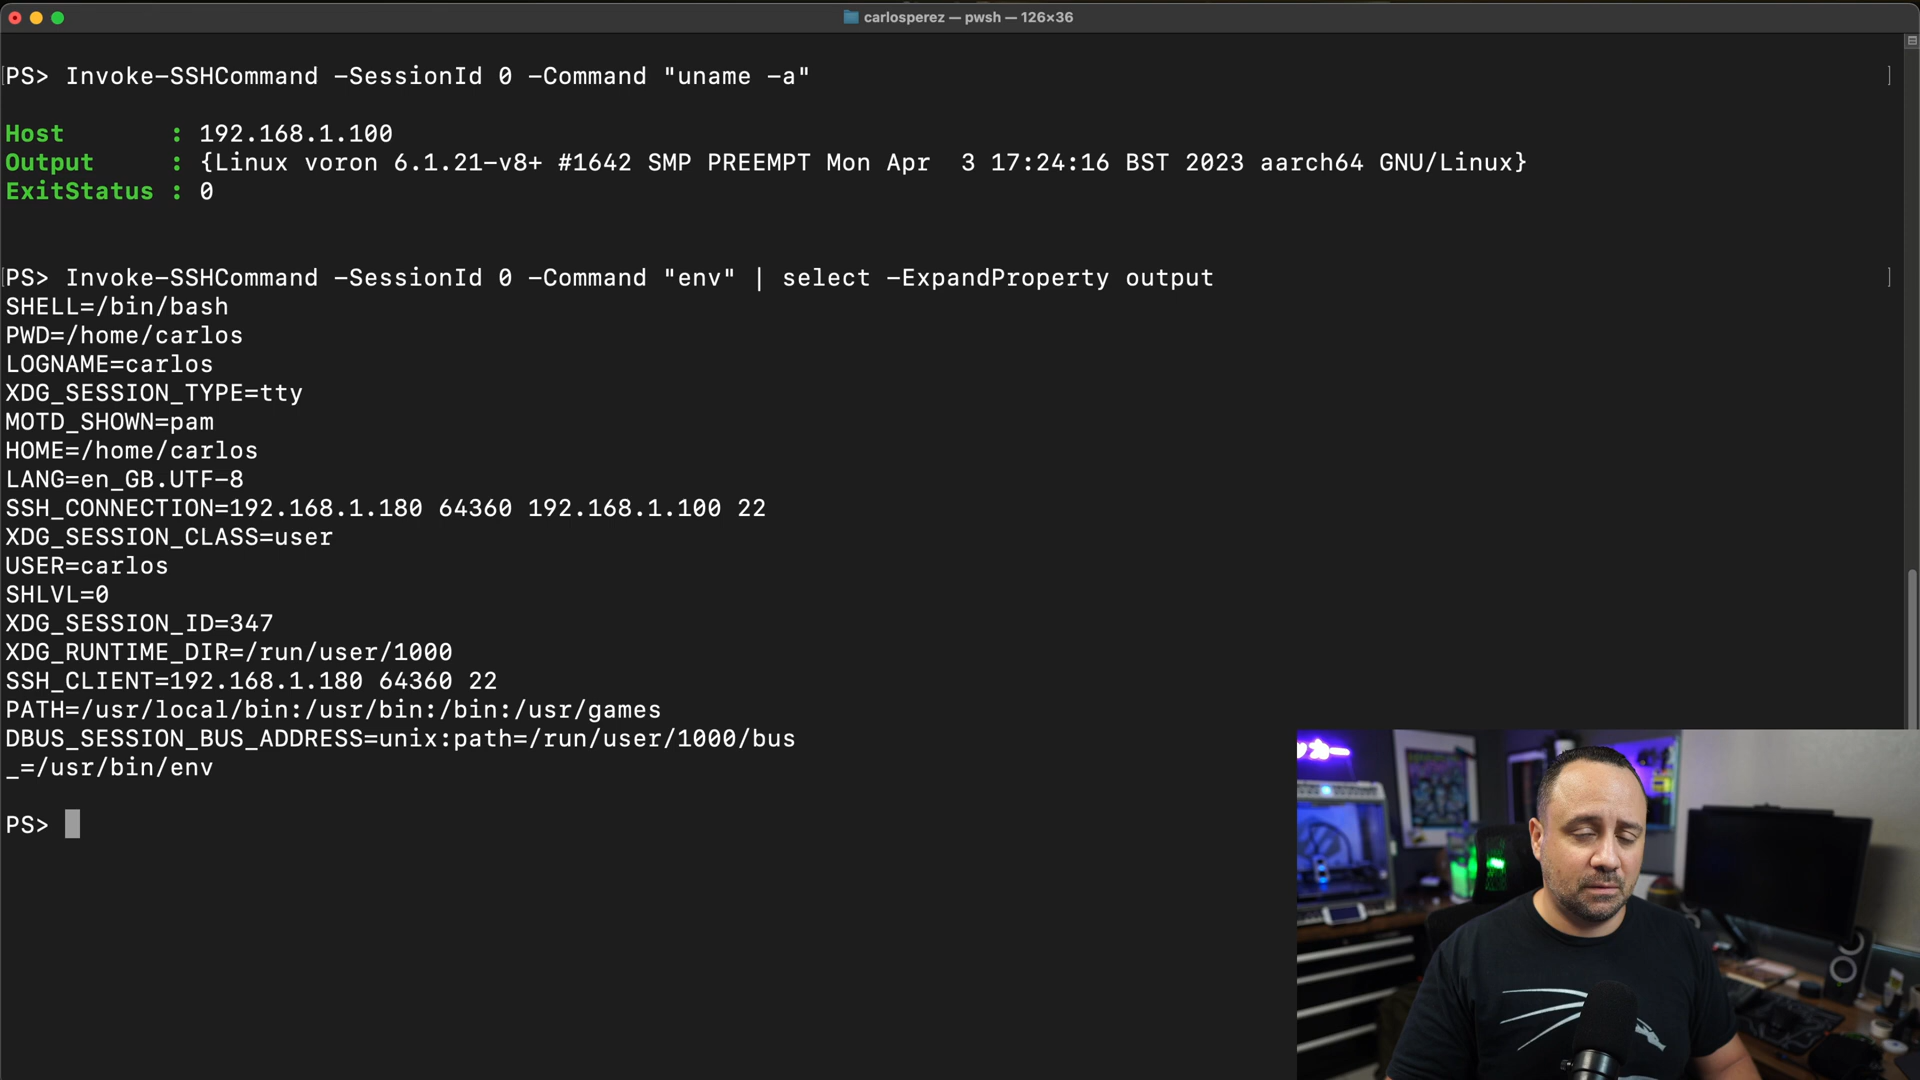 carlosperez — pwsh — 126×36
PS> Invoke-SSHCommand -SessionId 0 -Command "uname -a"
Host : 192.168.1.100
Output : {Linux voron 6.1.21-v8+ #1642 SMP PREEMPT Mon Apr  3 17:24:16 BST 2023 aarch64 GNU/Linux}
ExitStatus : 0
PS> Invoke-SSHCommand -SessionId 0 -Command "env" | select -ExpandProperty output
SHELL=/bin/bash
PWD=/home/carlos
LOGNAME=carlos
XDG_SESSION_TYPE=tty
MOTD_SHOWN=pam
HOME=/home/carlos
LANG=en_GB.UTF-8
SSH_CONNECTION=192.168.1.180 64360 192.168.1.100 22
XDG_SESSION_CLASS=user
USER=carlos
SHLVL=0
XDG_SESSION_ID=347
XDG_RUNTIME_DIR=/run/user/1000
SSH_CLIENT=192.168.1.180 64360 22
PATH=/usr/local/bin:/usr/bin:/bin:/usr/games
DBUS_SESSION_BUS_ADDRESS=unix:path=/run/user/1000/bus
_=/usr/bin/env
PS>